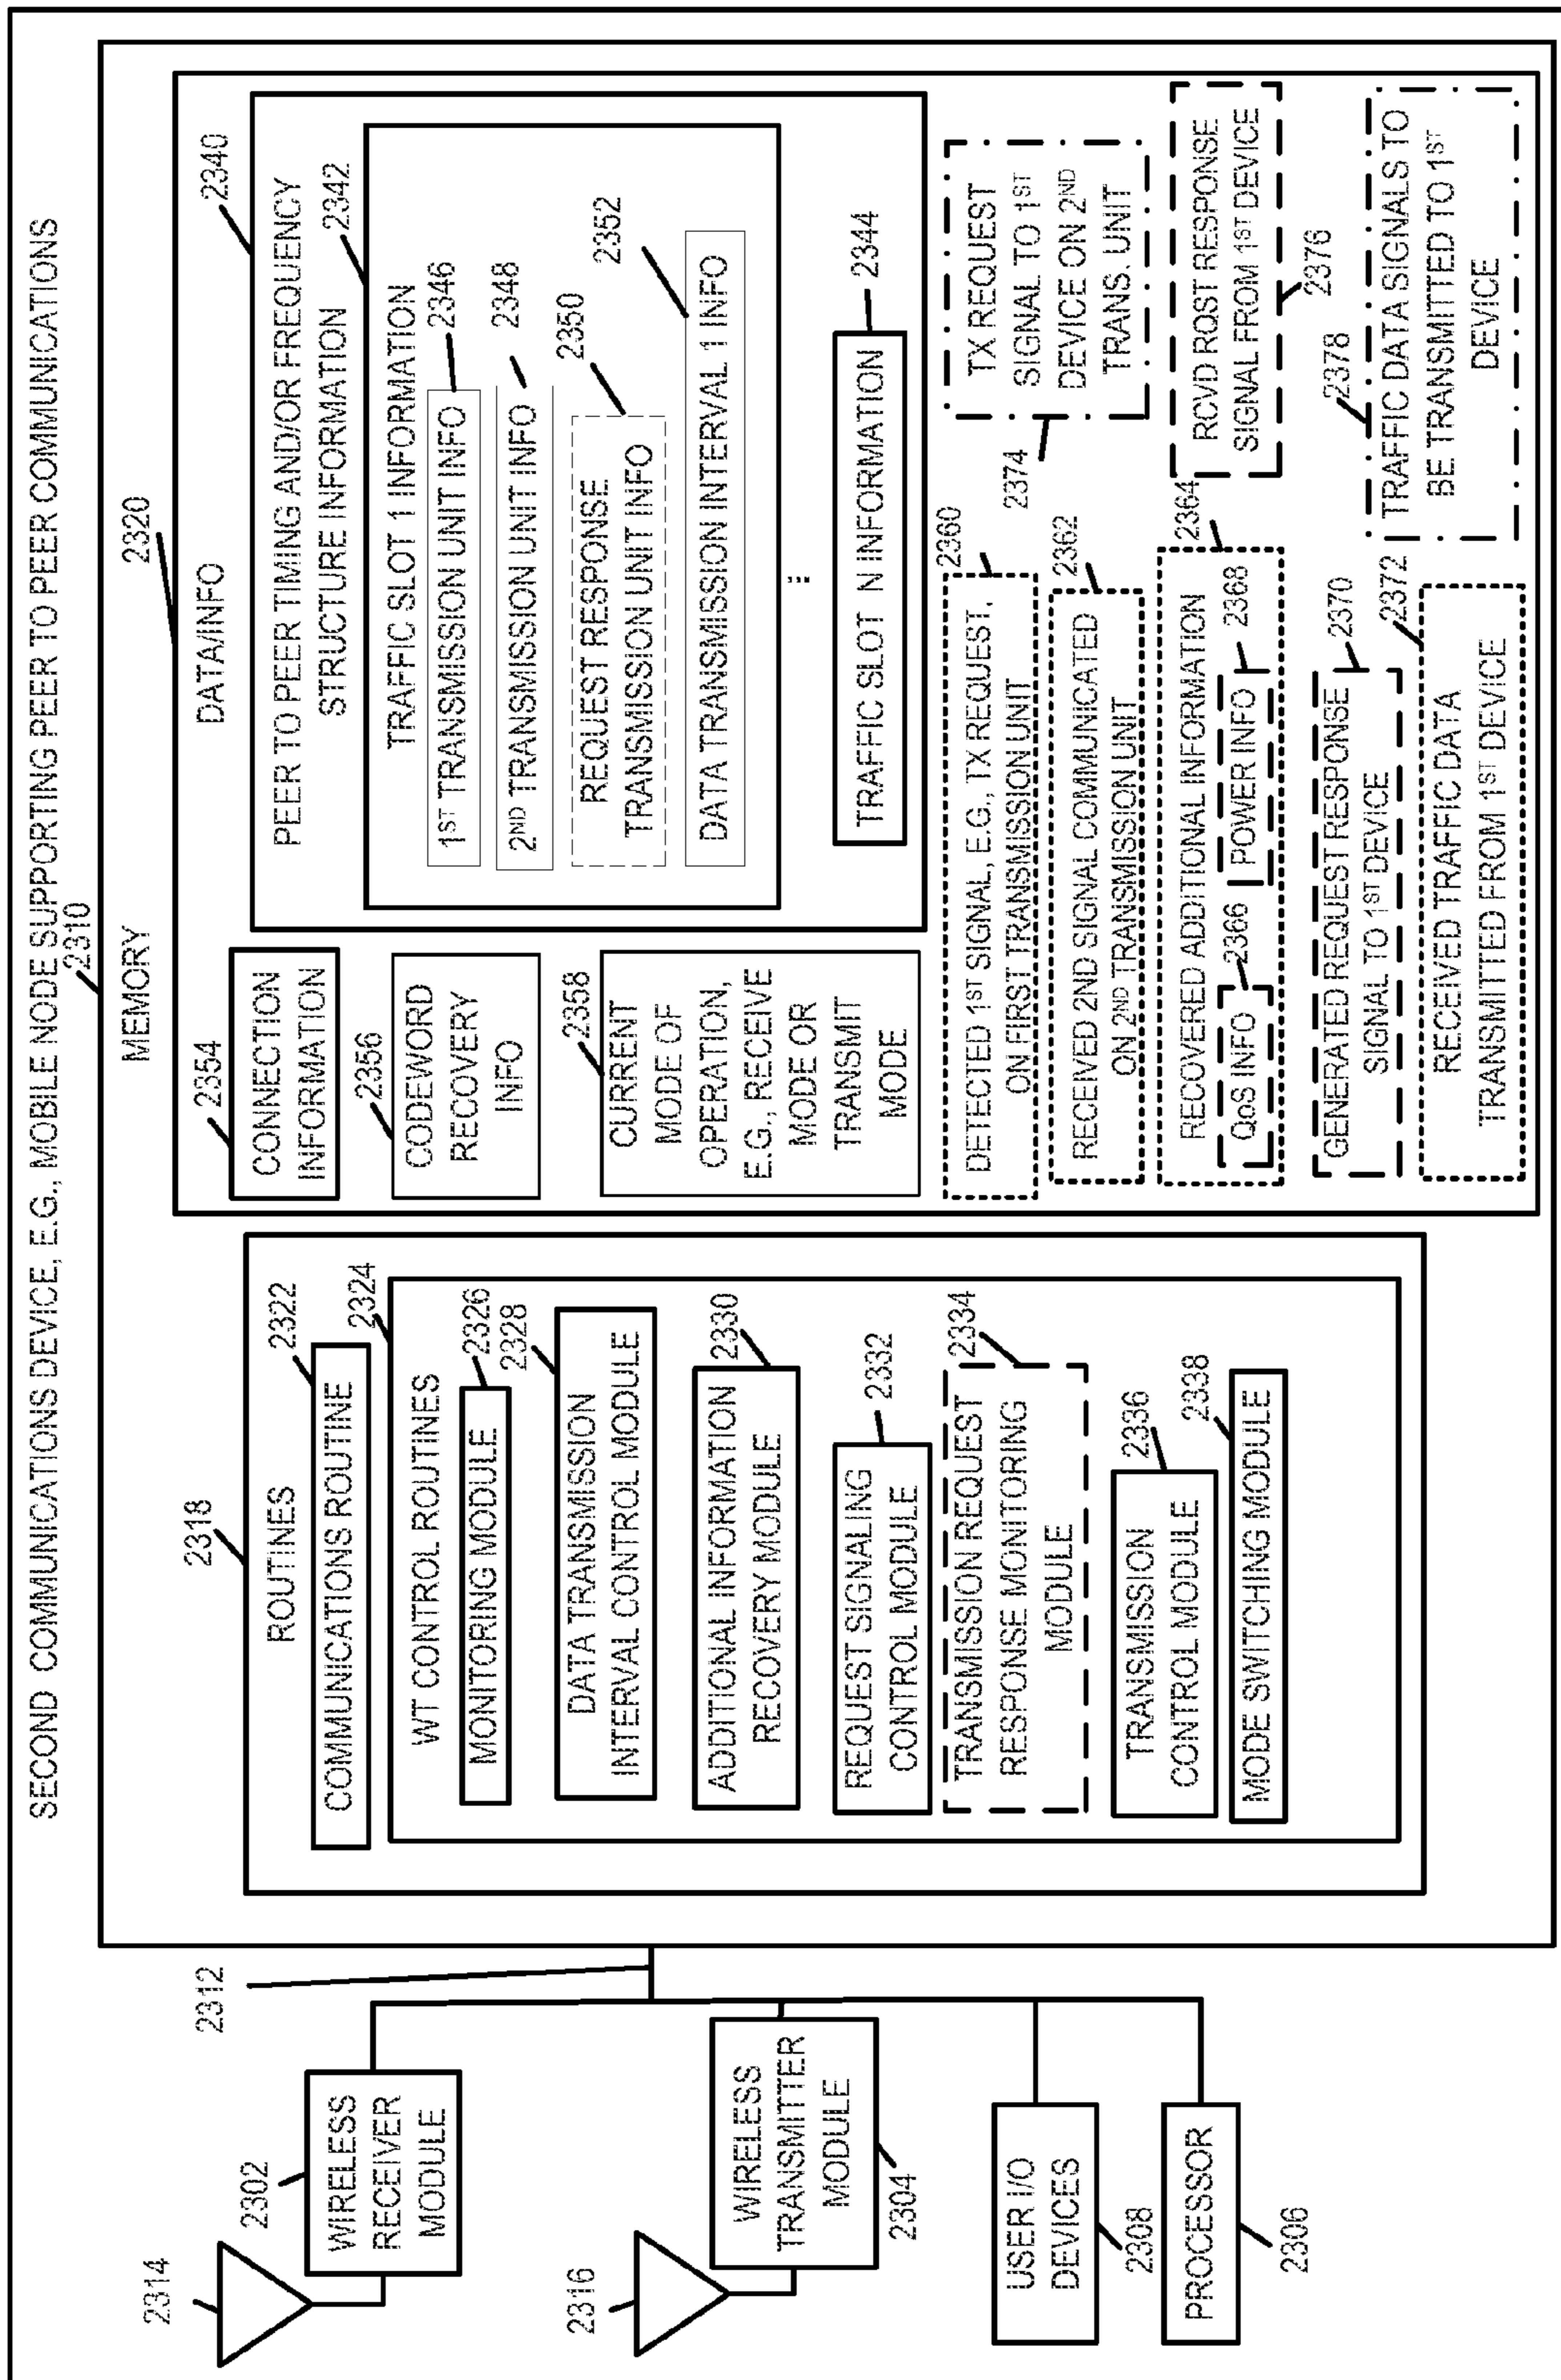 SECOND COMMUNICATIONS DEVICE, E.G., MOBILE NODE SUPPORTING PEER TO PEER COMMUNICATIONS
2310
2314
2302
WIRELESS
RECEIVER
MODULE
2312
2316
WIRELESS
TRANSMITTER
MODULE
2304
USER I/O
DEVICES
2308
PROCESSOR
2306
MEMORY
2318
ROUTINES
2322
COMMUNICATIONS ROUTINE
2324
WT CONTROL ROUTINES
2326
MONITORING MODULE
2328
DATA TRANSMISSION
INTERVAL CONTROL MODULE
2330
ADDITIONAL INFORMATION
RECOVERY MODULE
2332
REQUEST SIGNALING
CONTROL MODULE
2334
TRANSMISSION REQUEST
RESPONSE MONITORING
MODULE
2336
TRANSMISSION
CONTROL MODULE
2338
MODE SWITCHING MODULE
2320
DATA/INFO
2354
CONNECTION
INFORMATION
2356
CODEWORD
RECOVERY
INFO
2358
CURRENT
MODE OF
OPERATION,
E.G., RECEIVE
MODE OR
TRANSMIT
MODE
2340
PEER TO PEER TIMING AND/OR FREQUENCY
STRUCTURE INFORMATION
2342
TRAFFIC SLOT 1 INFORMATION
2346
1ST TRANSMISSION UNIT INFO
2348
2ND TRANSMISSION UNIT INFO
2350
REQUEST RESPONSE
TRANSMISSION UNIT INFO
2352
DATA TRANSMISSION INTERVAL 1 INFO
...
2344
TRAFFIC SLOT N INFORMATION
2360
DETECTED 1ST SIGNAL, E.G., TX REQUEST,
ON FIRST TRANSMISSION UNIT
2362
RECEIVED 2ND SIGNAL COMMUNICATED
ON 2ND TRANSMISSION UNIT
2364
RECOVERED ADDITIONAL INFORMATION
2366
QoS INFO
2368
POWER INFO
2370
GENERATED REQUEST RESPONSE
SIGNAL TO 1ST DEVICE
2372
RECEIVED TRAFFIC DATA
TRANSMITTED FROM 1ST DEVICE
2374
TX REQUEST
SIGNAL TO 1ST
DEVICE ON 2ND
TRANS. UNIT
RCVD RQST RESPONSE
SIGNAL FROM 1ST DEVICE
2376
2378
TRAFFIC DATA SIGNALS TO
BE TRANSMITTED TO 1ST
DEVICE